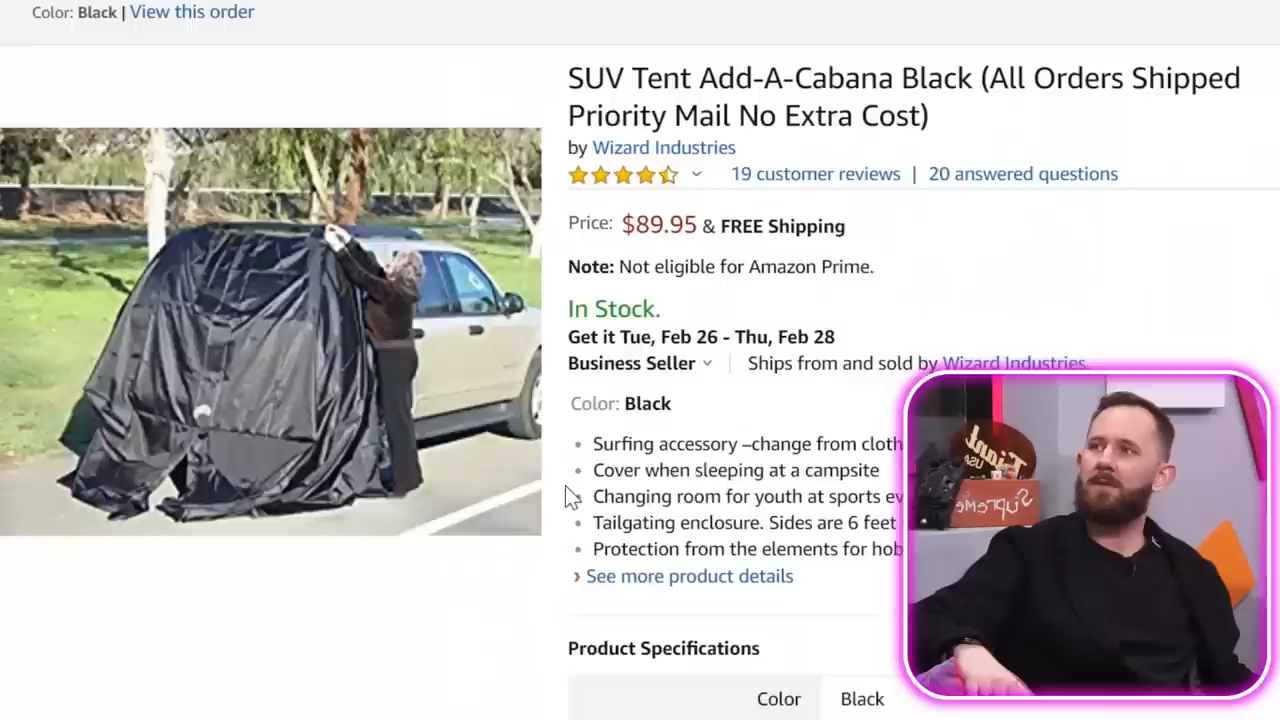 Color: Black | View this order
SUV Tent Add-A-Cabana Black (All Orders Shipped
Priority Mail No Extra Cost)
by Wizard Industries
19 customer reviews | 20 answered questions
Price: $89.95 & FREE Shipping
Note: Not eligible for Amazon Prime.
In Stock.
Get it Tue, Feb 26 - Thu, Feb 28
Business Seller | Ships from and sold by Wizard Industries.
Color: Black
• Surfing accessory –change from cloth
• Cover when sleeping at a campsite
• Changing room for youth at sports ev
• Tailgating enclosure. Sides are 6 feet
• Protection from the elements for hob
› See more product details
Product Specifications
Color Black
Giant
USA
Supreme